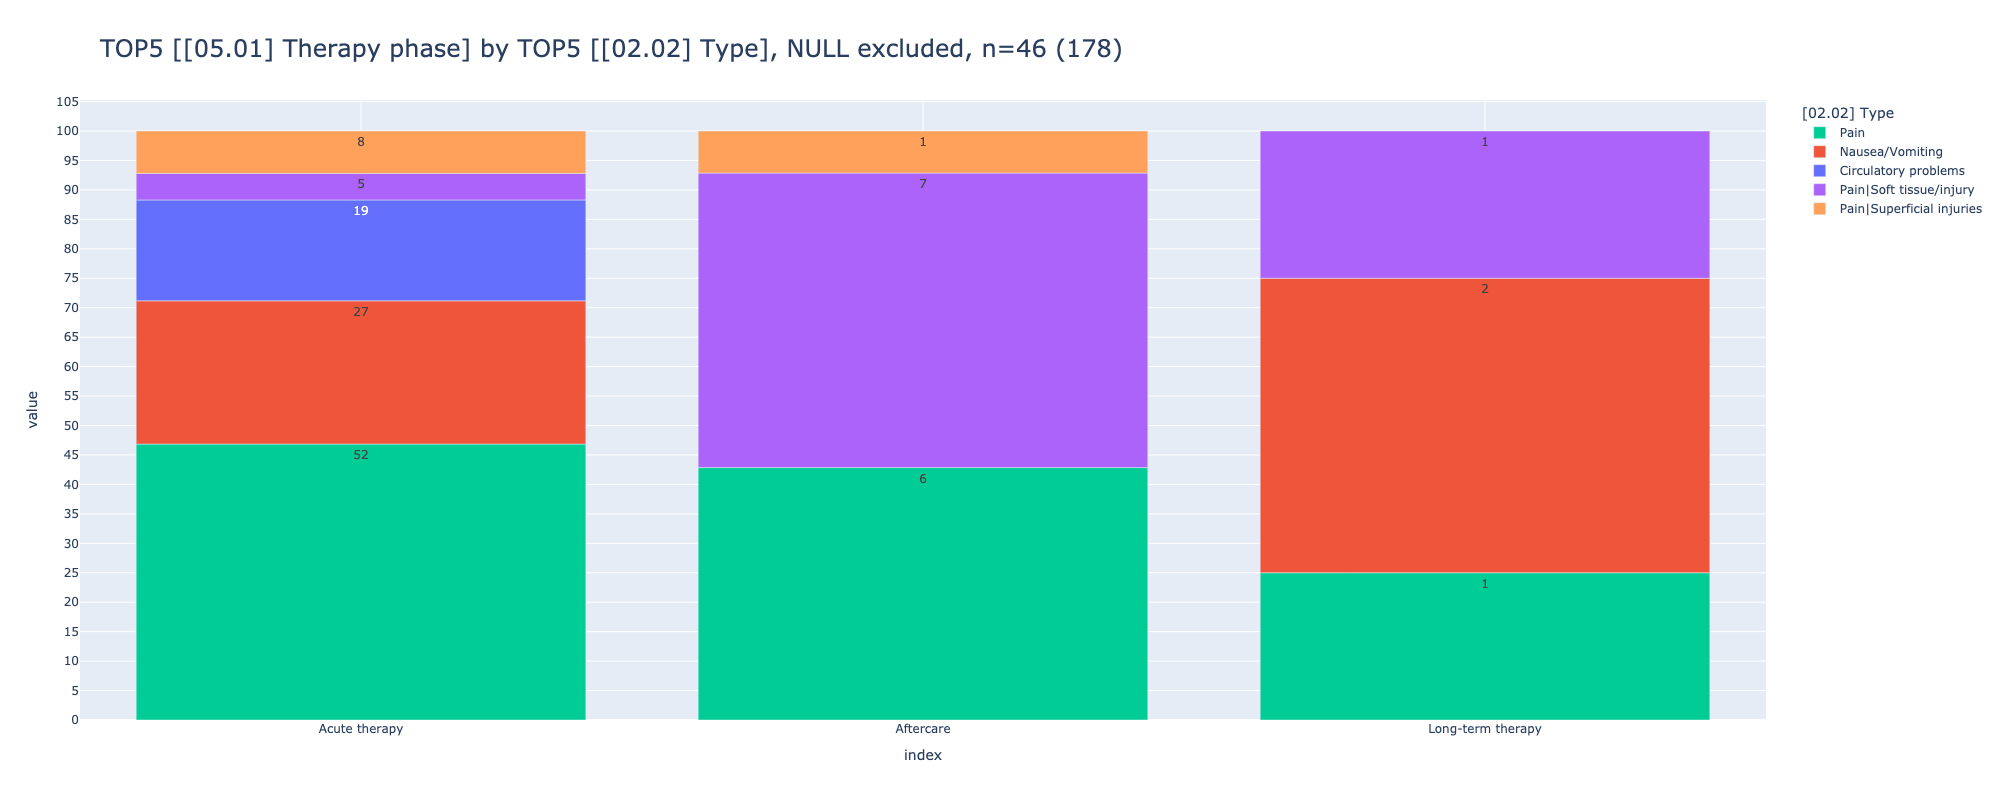 TOP5 [[05.01] Therapy phase] by TOP5 [[02.02] Type], NULL excluded, n=46 (178)
105
100
95
90
85
80
75
70
65
60
55
50
45
40
35
30
25
20
15
10
5
0
value
8
5
19
27
52
1
7
6
1
2
1
Acute therapy
Aftercare
Long-term therapy
index
[02.02] Type
Pain
Nausea/Vomiting
Circulatory problems
Pain|Soft tissue/injury
Pain|Superficial injuries